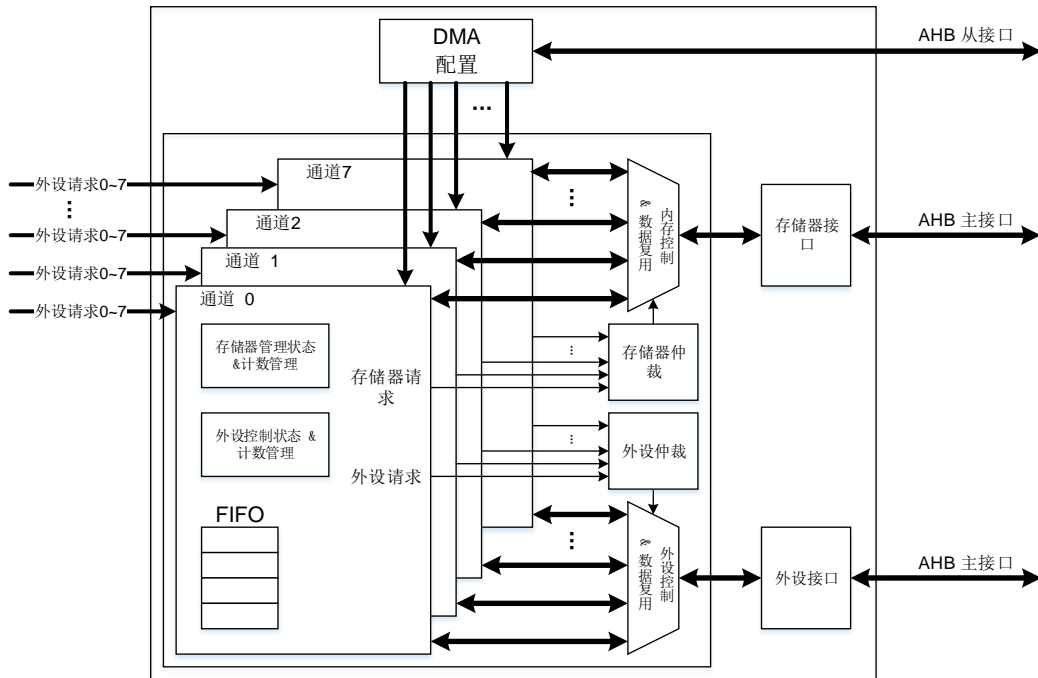 DMA
配置
AHB 从接口
...
通道7
外设请求0~7
...
通道2
外设请求0~7
通道 1
外设请求0~7
通道 0
外设请求0~7
...
内存控制
& 数据复用
存储器接
口
AHB 主接口
存储器管理状态
&计数管理
存储器请
求
...
存储器仲
裁
外设控制状态 &
计数管理
外设请求
...
外设仲裁
FIFO
...
外设控制
& 数据复用
外设接口
AHB 主接口